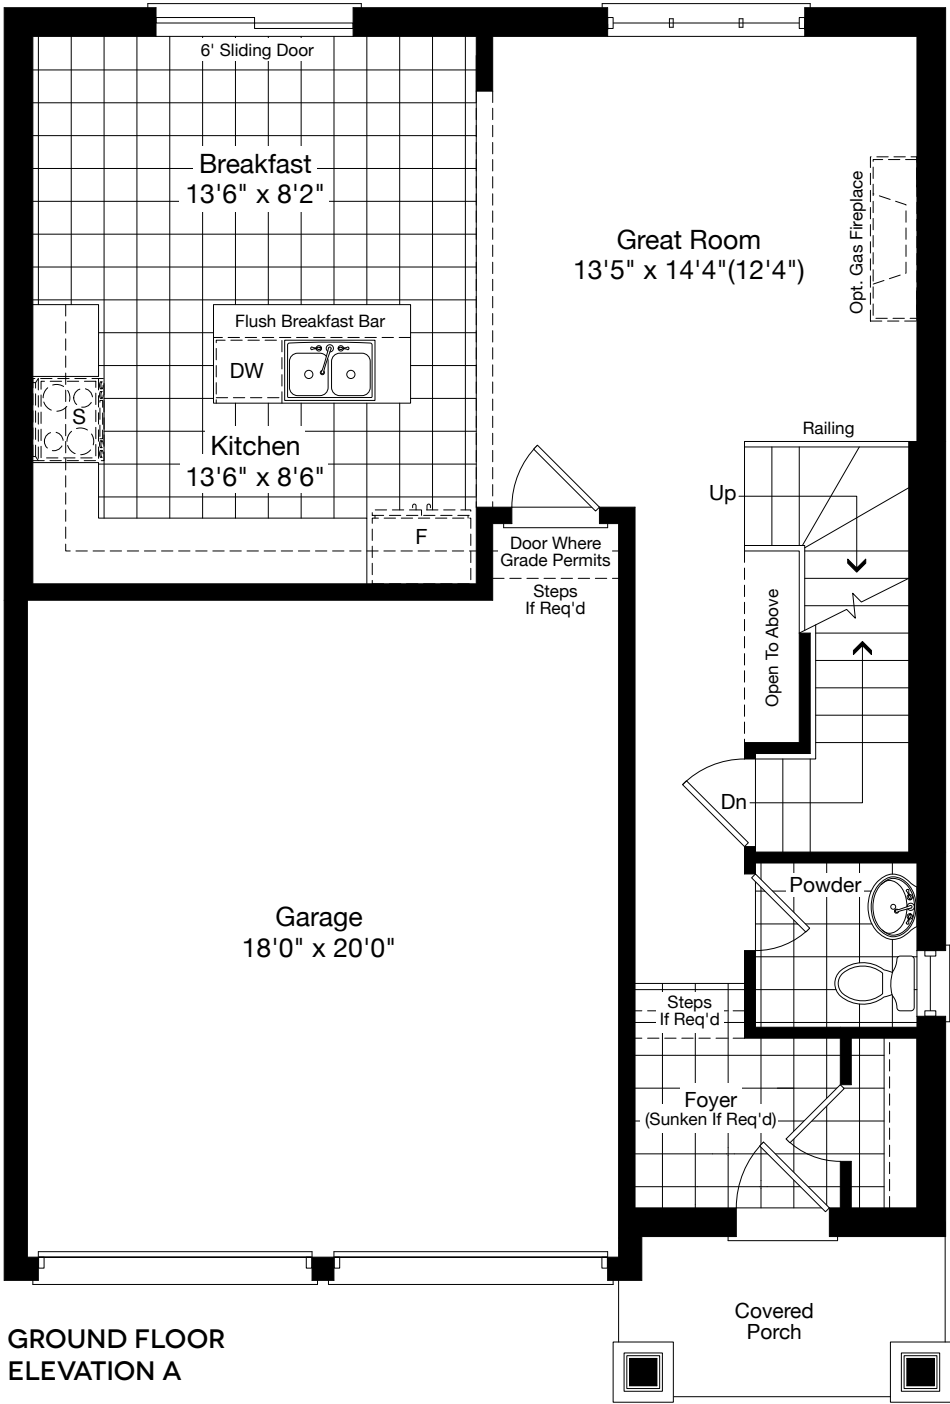 6' Sliding Door
Breakfast
13'6" x 8'2"
Great Room
13'5" x 14'4"(12'4")
Opt. Gas Fireplace
Flush Breakfast Bar
DW
S
Kitchen
13'6" x 8'6"
Railing
Up
F
Door Where
Grade Permits
Steps
If Req'd
Open To Above
Dn
Powder
Garage
18'0" x 20'0"
Steps
If Req'd
Foyer
(Sunken If Req'd)
Covered
Porch
GROUND FLOOR
ELEVATION A